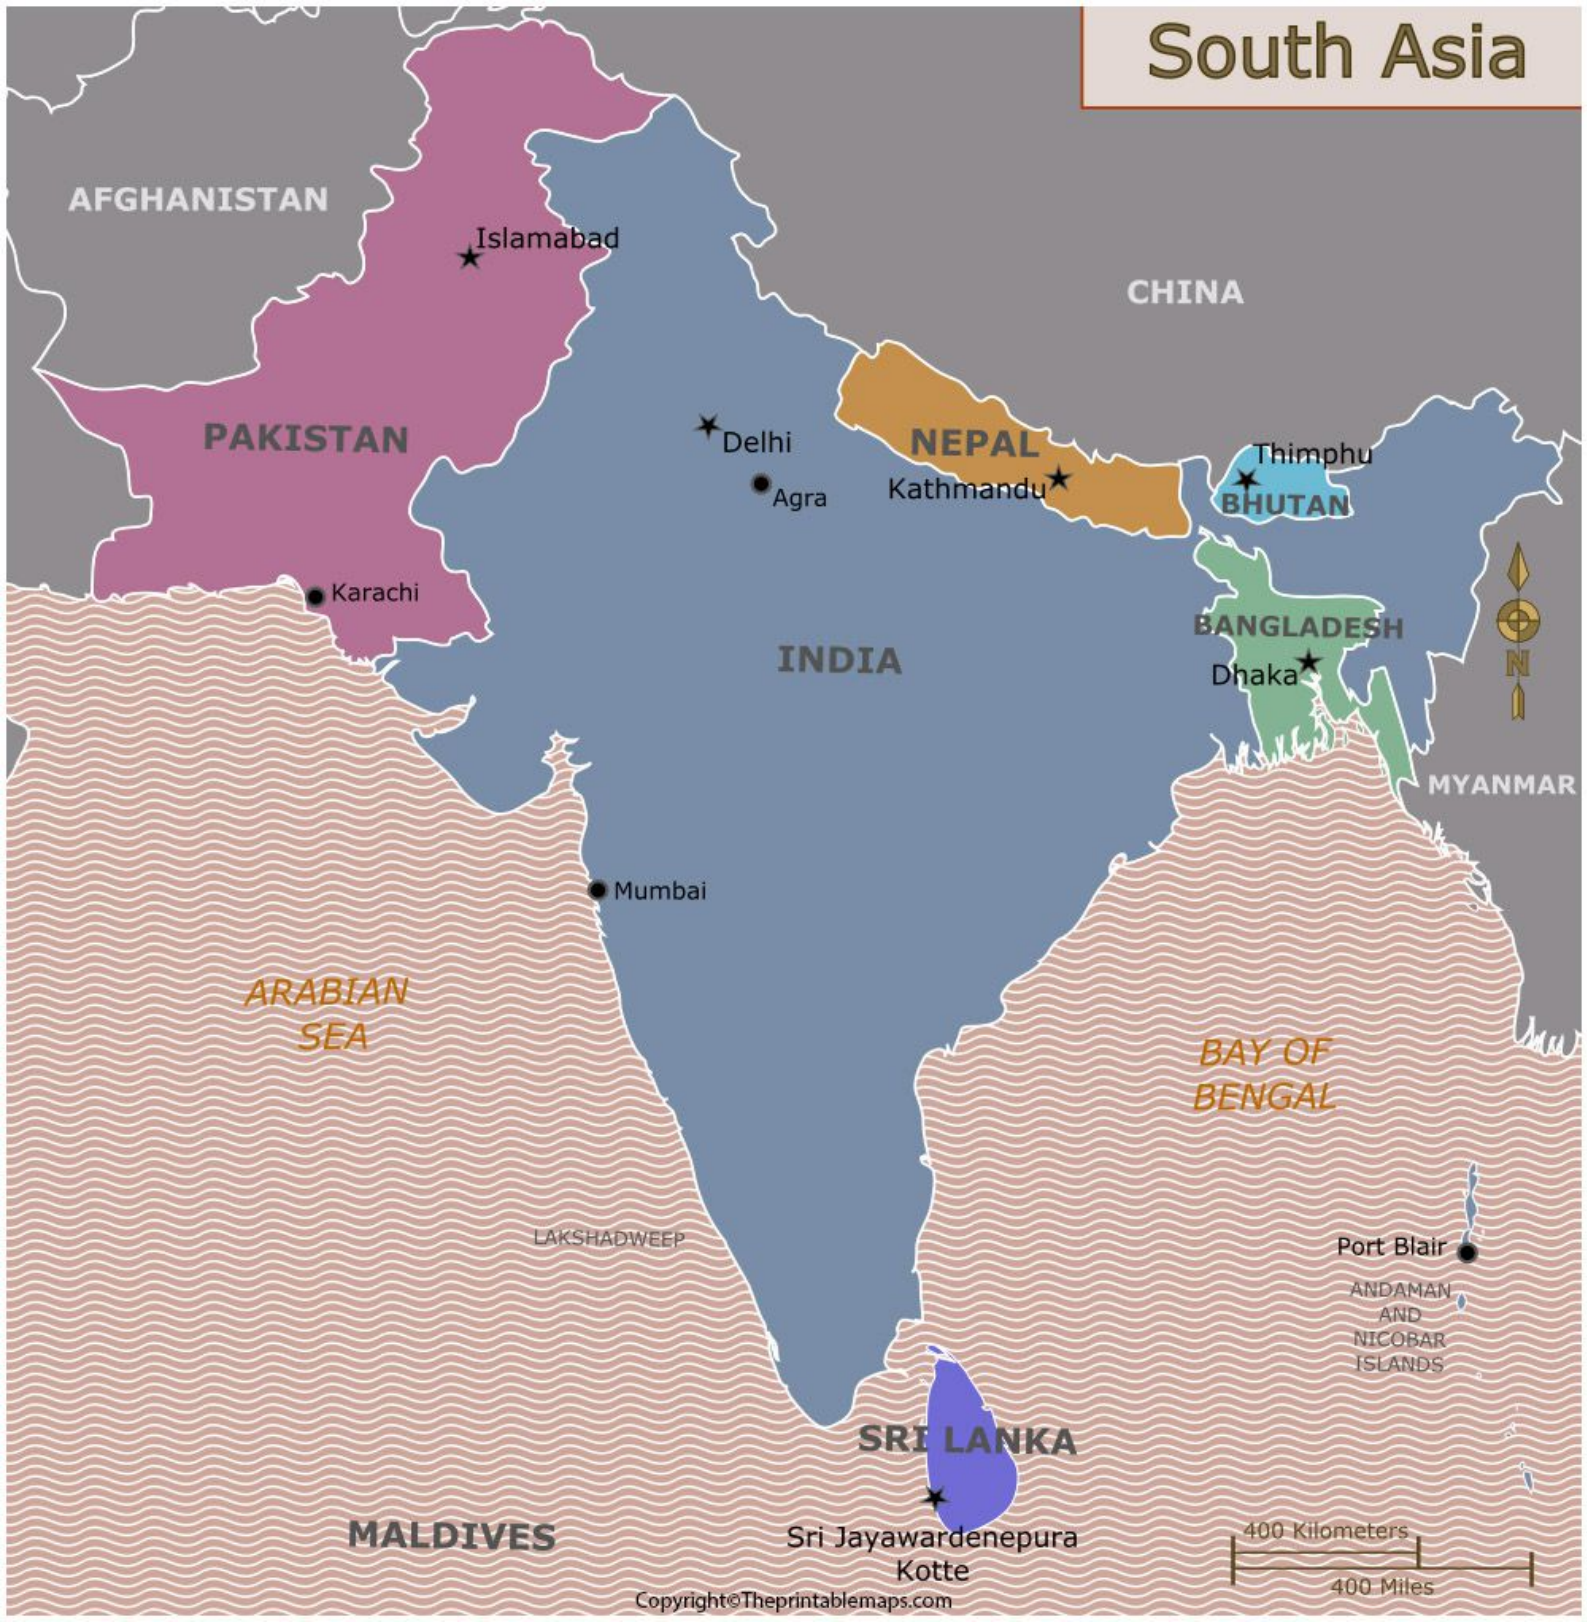 South Asia
AFGHANISTAN
Islamabad
CHINA
PAKISTAN
Delhi
NEPAL
Thimphu
Agra
Kathmandu
BHUTAN
Karachi
BANGLADESH
INDIA
Dhaka
N
MYANMAR
Mumbai
ARABIAN
SEA
BAY OF
BENGAL
LAKSHADWEEP
Port Blair
ANDAMAN
AND
NICOBAR
ISLANDS
SRI LANKA
MALDIVES
Sri Jayawardenepura
Kotte
400 Kilometers
400 Miles
Copyright©Theprintablemaps.com